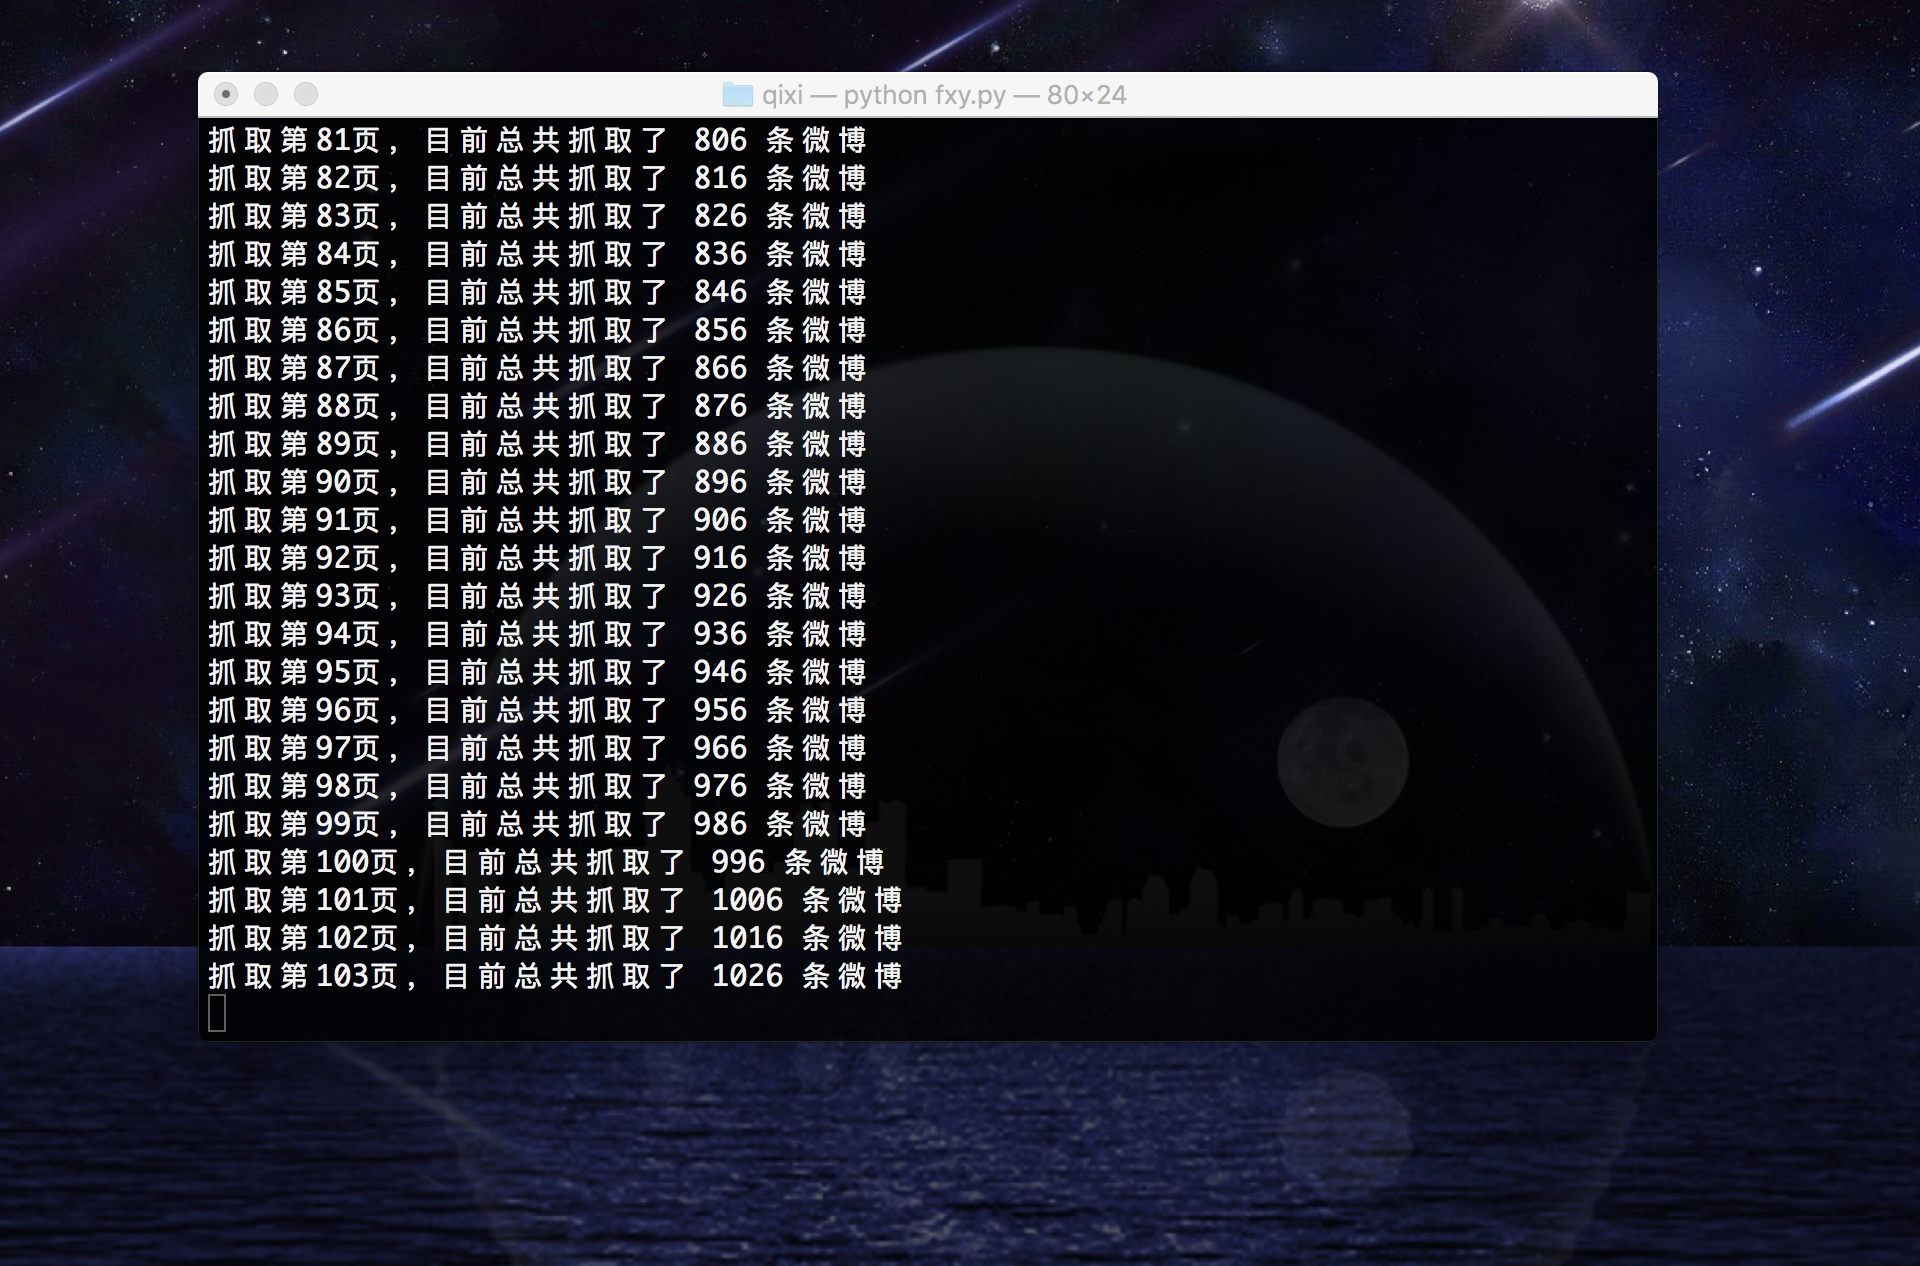 qixi — python fxy.py — 80×24
抓取第81页，目前总共抓取了 806 条微博
抓取第82页，目前总共抓取了 816 条微博
抓取第83页，目前总共抓取了 826 条微博
抓取第84页，目前总共抓取了 836 条微博
抓取第85页，目前总共抓取了 846 条微博
抓取第86页，目前总共抓取了 856 条微博
抓取第87页，目前总共抓取了 866 条微博
抓取第88页，目前总共抓取了 876 条微博
抓取第89页，目前总共抓取了 886 条微博
抓取第90页，目前总共抓取了 896 条微博
抓取第91页，目前总共抓取了 906 条微博
抓取第92页，目前总共抓取了 916 条微博
抓取第93页，目前总共抓取了 926 条微博
抓取第94页，目前总共抓取了 936 条微博
抓取第95页，目前总共抓取了 946 条微博
抓取第96页，目前总共抓取了 956 条微博
抓取第97页，目前总共抓取了 966 条微博
抓取第98页，目前总共抓取了 976 条微博
抓取第99页，目前总共抓取了 986 条微博
抓取第100页，目前总共抓取了 996 条微博
抓取第101页，目前总共抓取了 1006 条微博
抓取第102页，目前总共抓取了 1016 条微博
抓取第103页，目前总共抓取了 1026 条微博